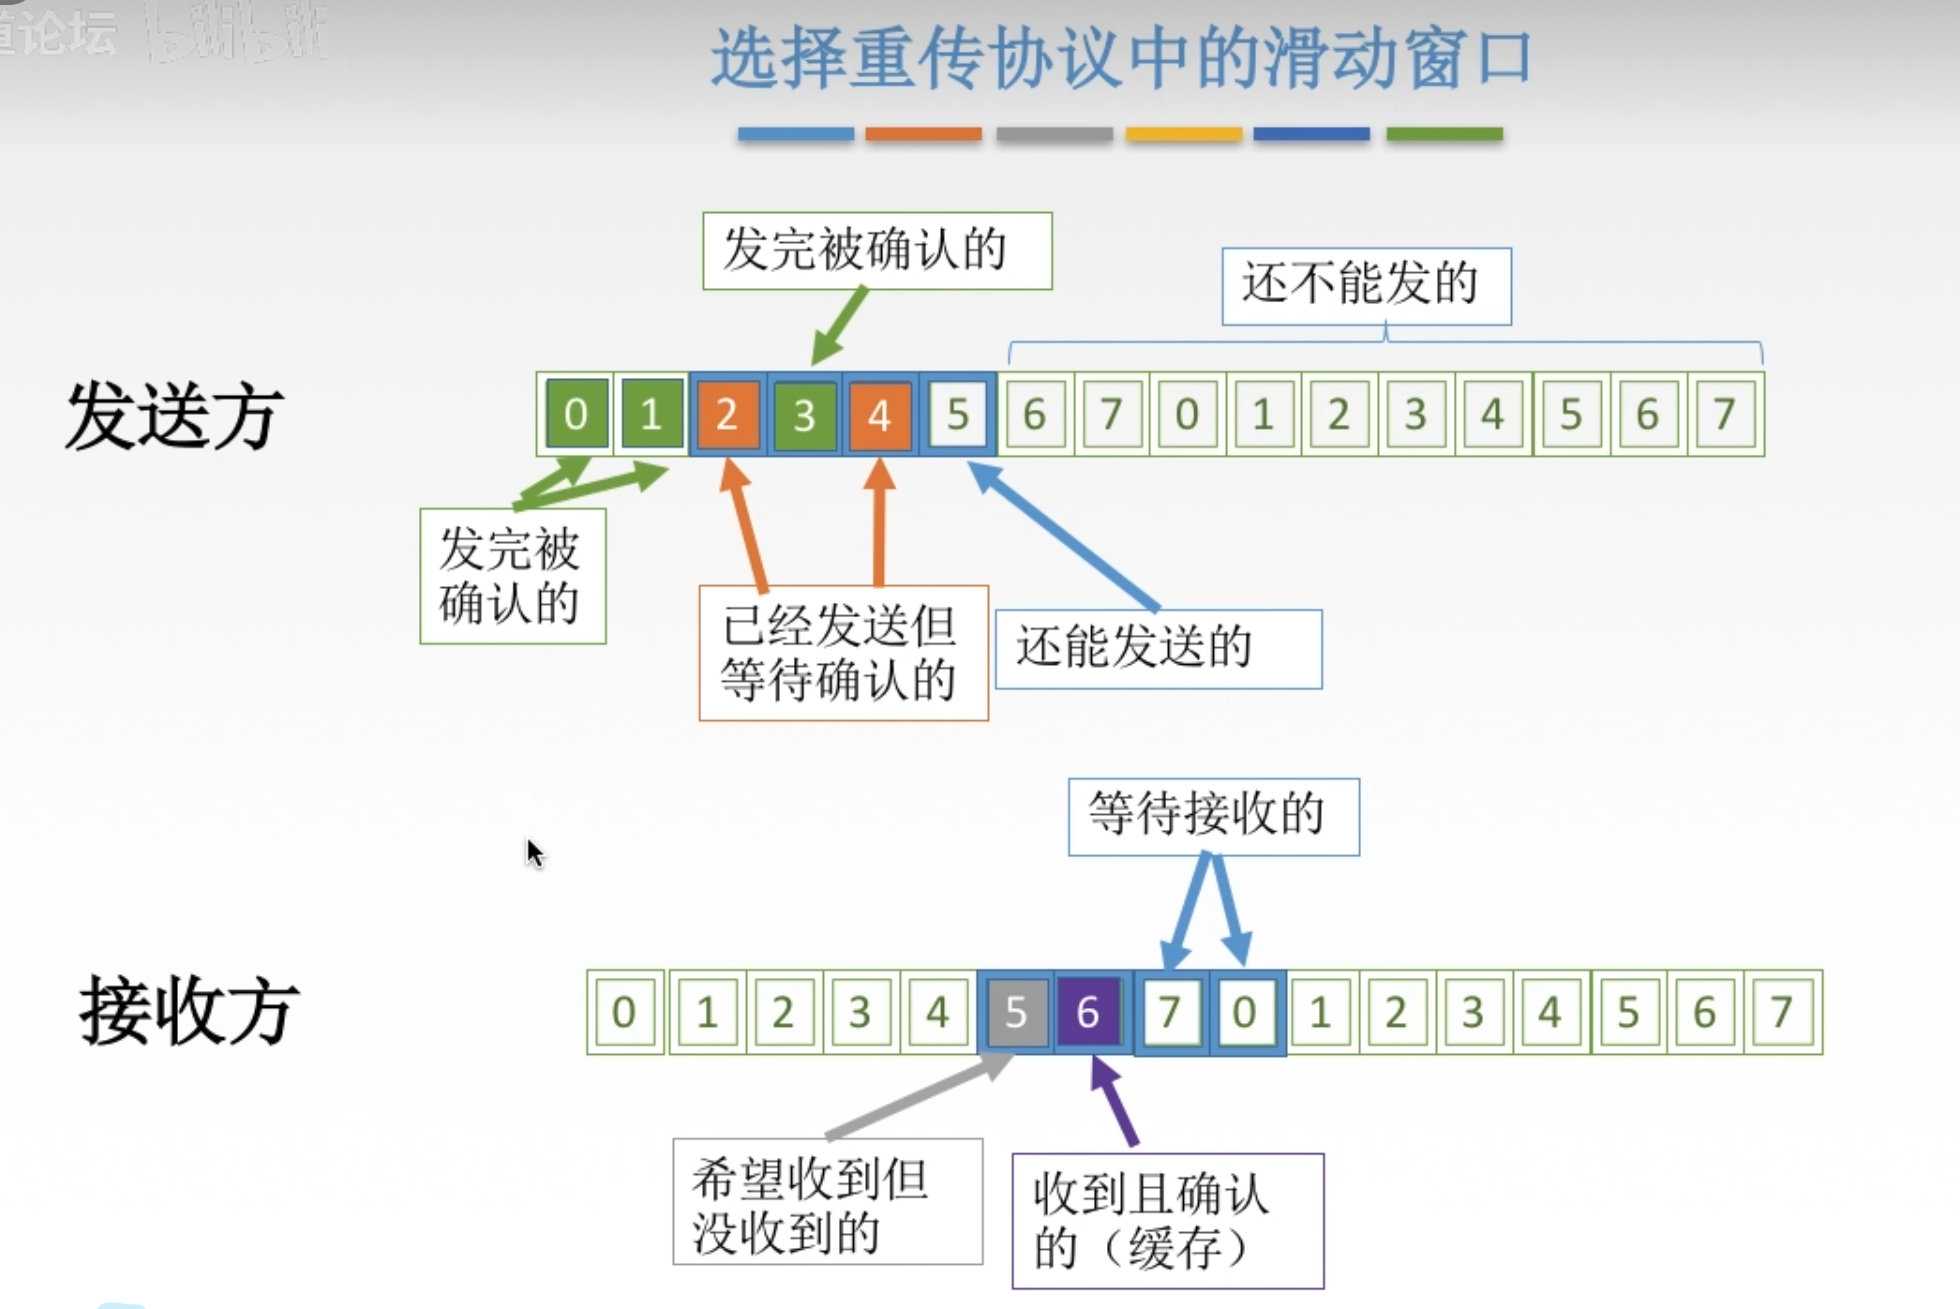 道论坛 bilibili
选择重传协议中的滑动窗口
发完被确认的
还不能发的
发送方
0 1 2 3 4 5 6 7 0 1 2 3 4 5 6 7
发完被
确认的
已经发送但
等待确认的
还能发送的
等待接收的
接收方
0 1 2 3 4 5 6 7 0 1 2 3 4 5 6 7
希望收到但
没收到的
收到且确认
的（缓存）